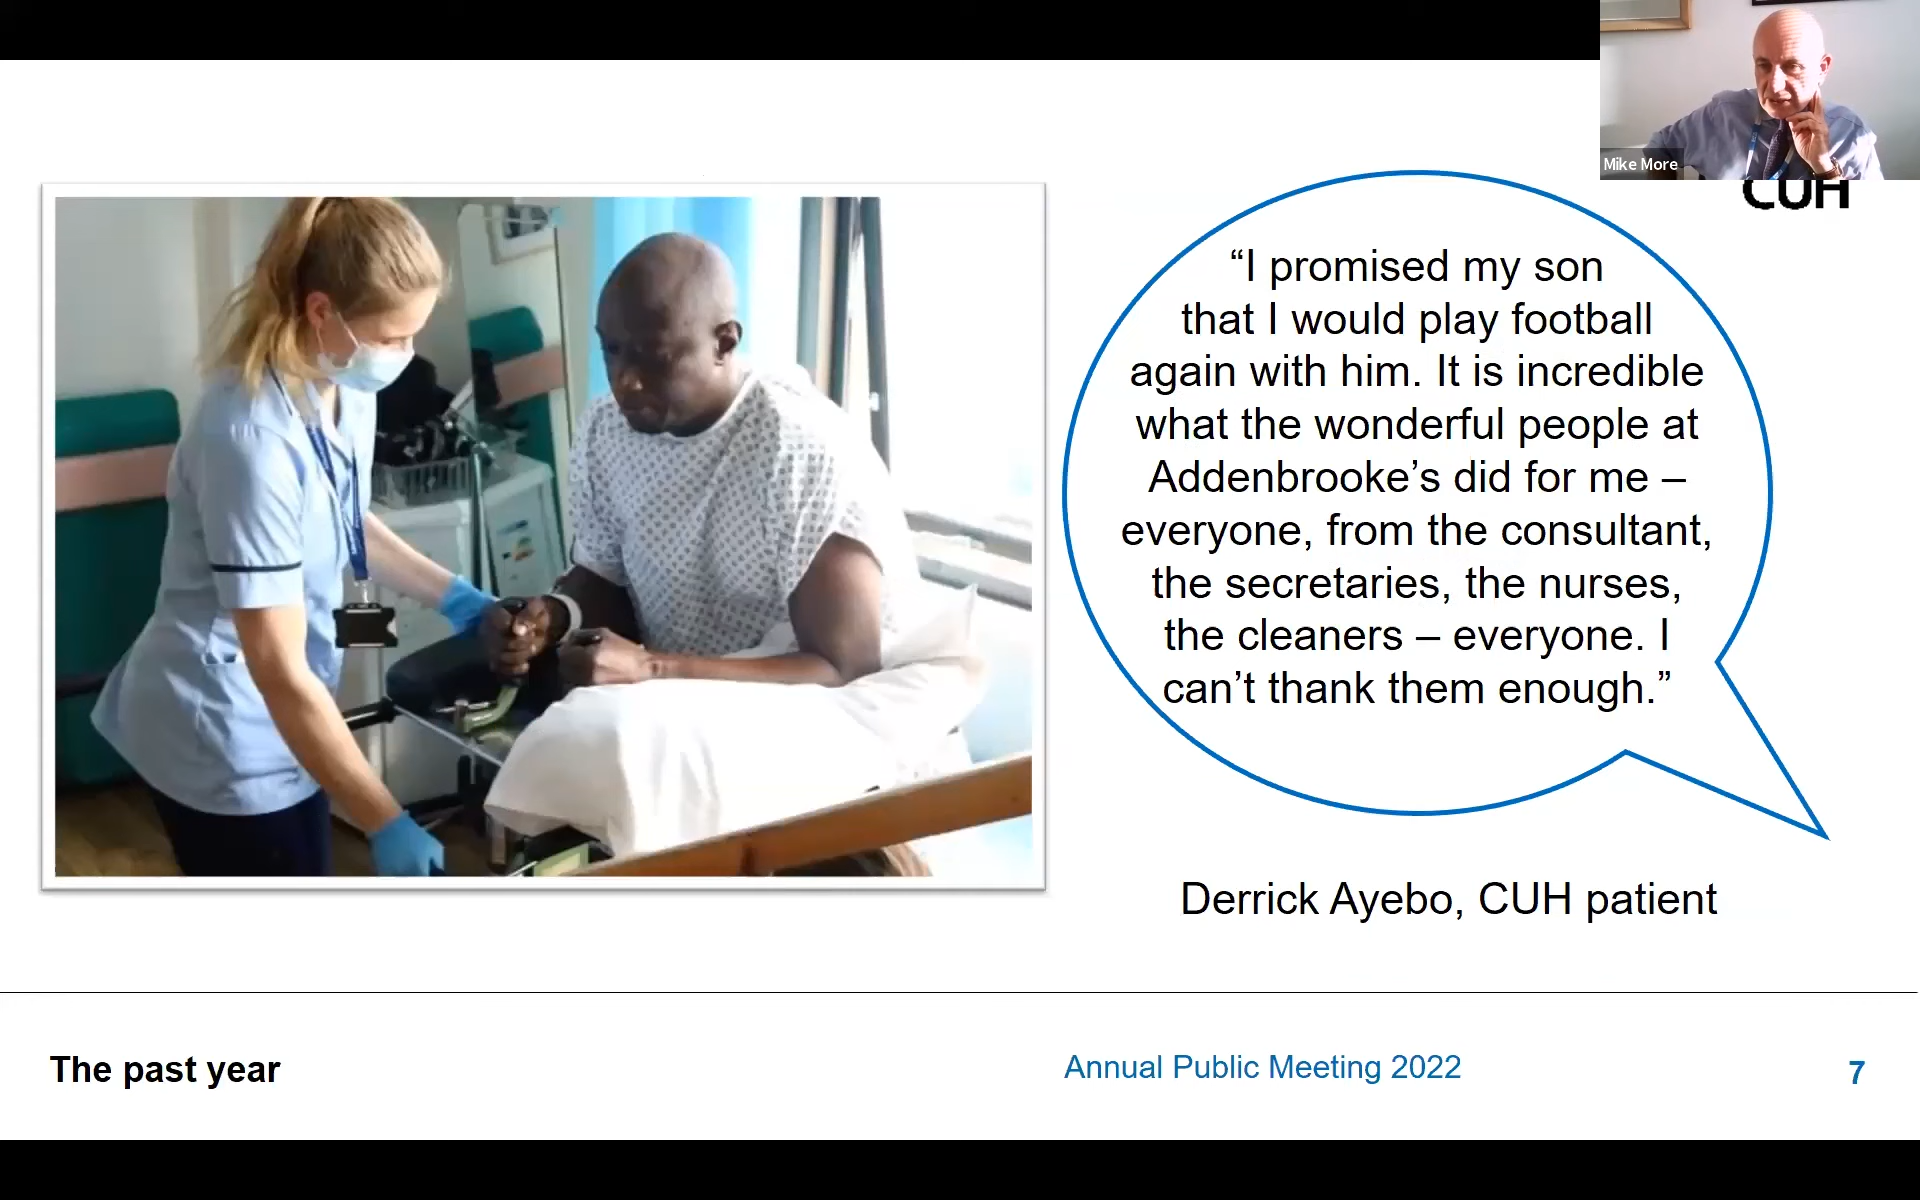 Mike More
CUH
“I promised my son
that I would play football
again with him. It is incredible
what the wonderful people at
Addenbrooke’s did for me –
everyone, from the consultant,
the secretaries, the nurses,
the cleaners – everyone. I
can’t thank them enough.”
Derrick Ayebo, CUH patient
The past year
Annual Public Meeting 2022
7